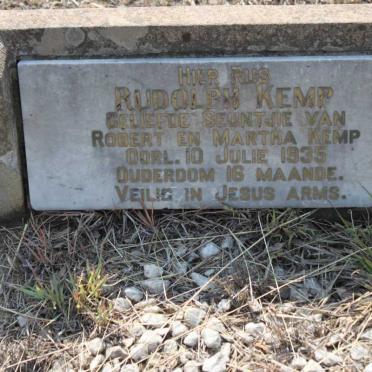 HIER RUS
RUDOLPH KEMP
GELIEFDE SEUNTJIE VAN
ROBERT EN MARTHA KEMP
OORL. 10 JULIE 1935
OUDERDOM 16 MAANDE.
VEILIG IN JESUS ARMS.